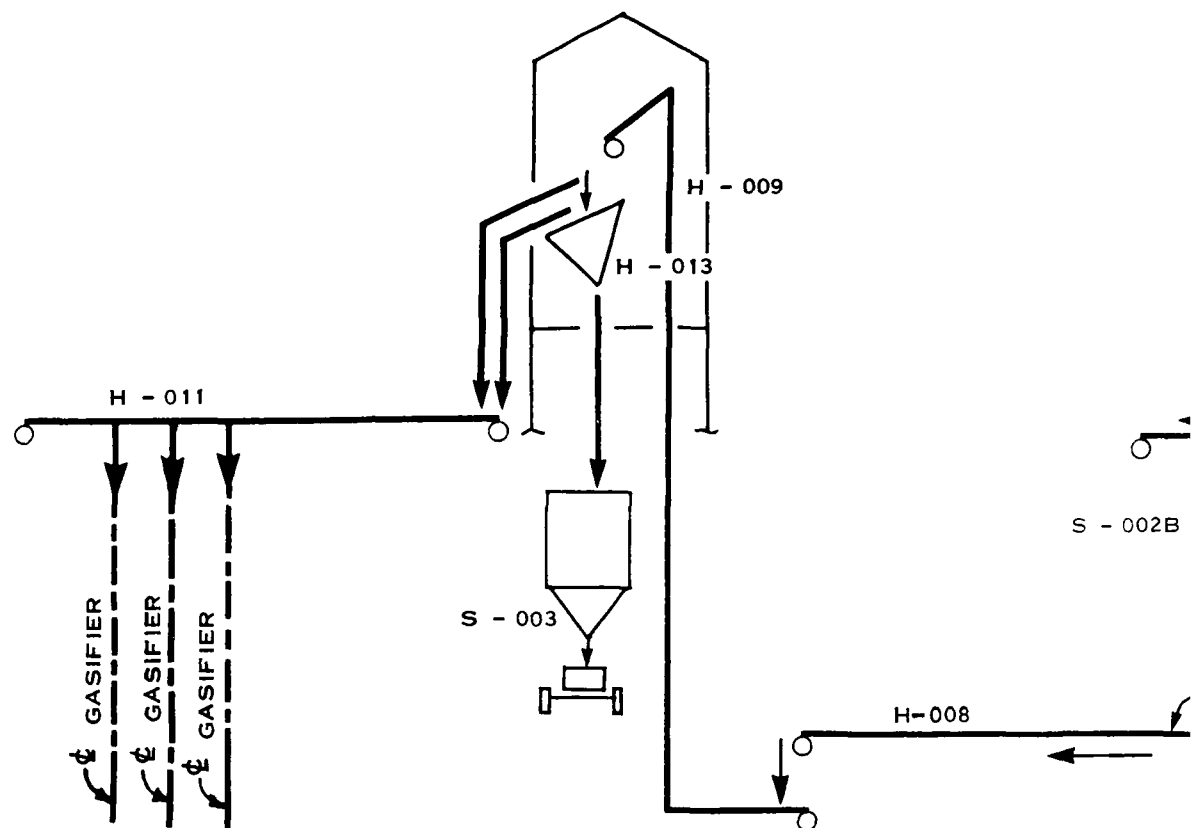 H - 009
H - 013
H - 011
S - 002B
S - 003
H-008
℄ GASIFIER
℄ GASIFIER
℄ GASIFIER